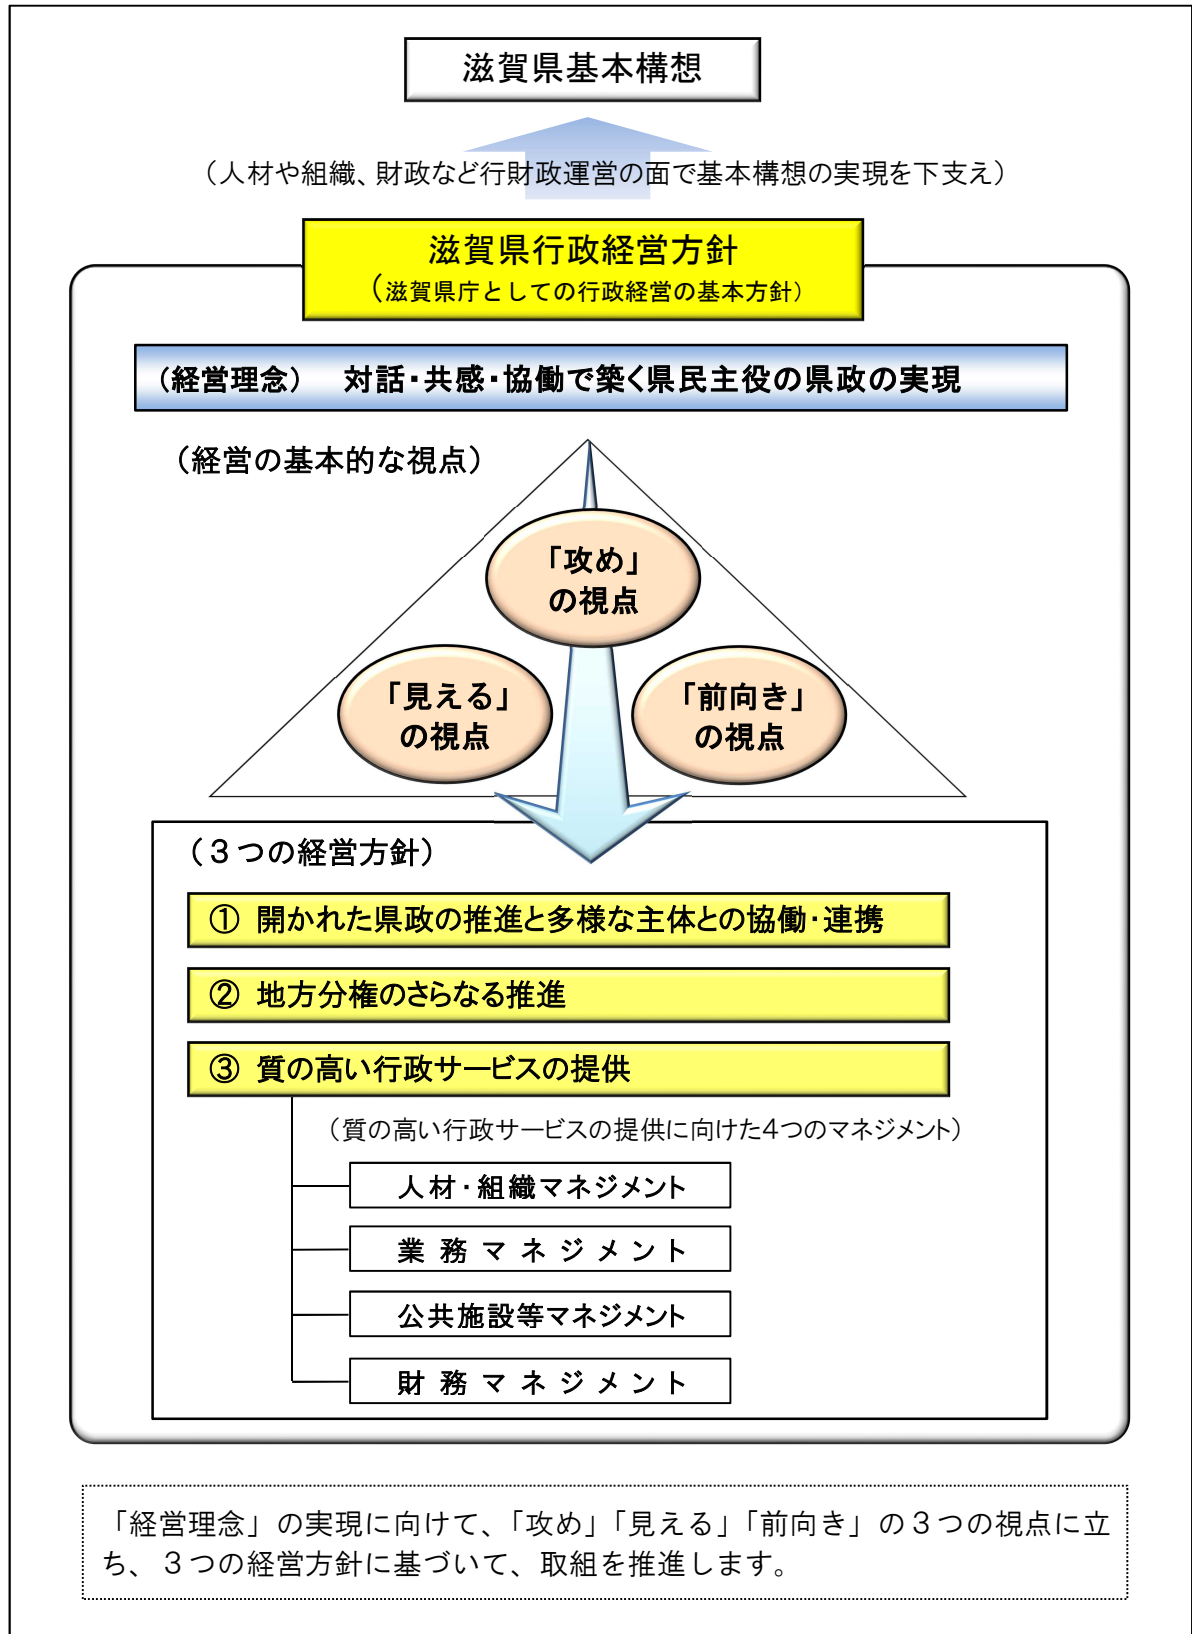 滋賀県基本構想
（人材や組織、財政など行財政運営の面で基本構想の実現を下支え）
滋賀県行政経営方針
（滋賀県庁としての行政経営の基本方針）
（経営理念）　対話・共感・協働で築く県民主役の県政の実現
（経営の基本的な視点）
「攻め」
の視点
「見える」
の視点
「前向き」
の視点
（３つの経営方針）
① 開かれた県政の推進と多様な主体との協働・連携
② 地方分権のさらなる推進
③ 質の高い行政サービスの提供
（質の高い行政サービスの提供に向けた4つのマネジメント）
人材・組織マネジメント
業務マネジメント
公共施設等マネジメント
財務マネジメント
「経営理念」の実現に向けて、「攻め」「見える」「前向き」の３つの視点に立
ち、３つの経営方針に基づいて、取組を推進します。